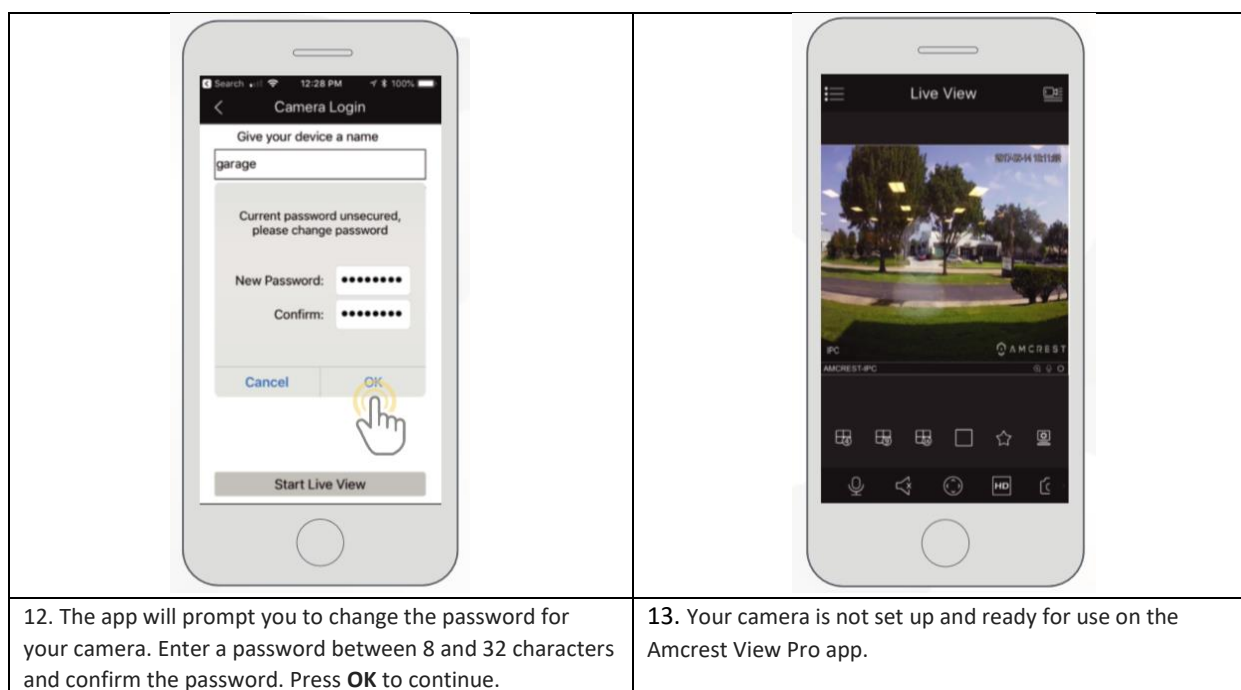 Search 12:28 PM 100%
Camera Login
Give your device a name
garage
Current password unsecured,
please change password
New Password:
Confirm:
Cancel OK
Start Live View
12. The app will prompt you to change the password for
your camera. Enter a password between 8 and 32 characters
and confirm the password. Press OK to continue.
Live View
IPC
AMCREST
AMCREST-IPC
HD
13. Your camera is not set up and ready for use on the
Amcrest View Pro app.